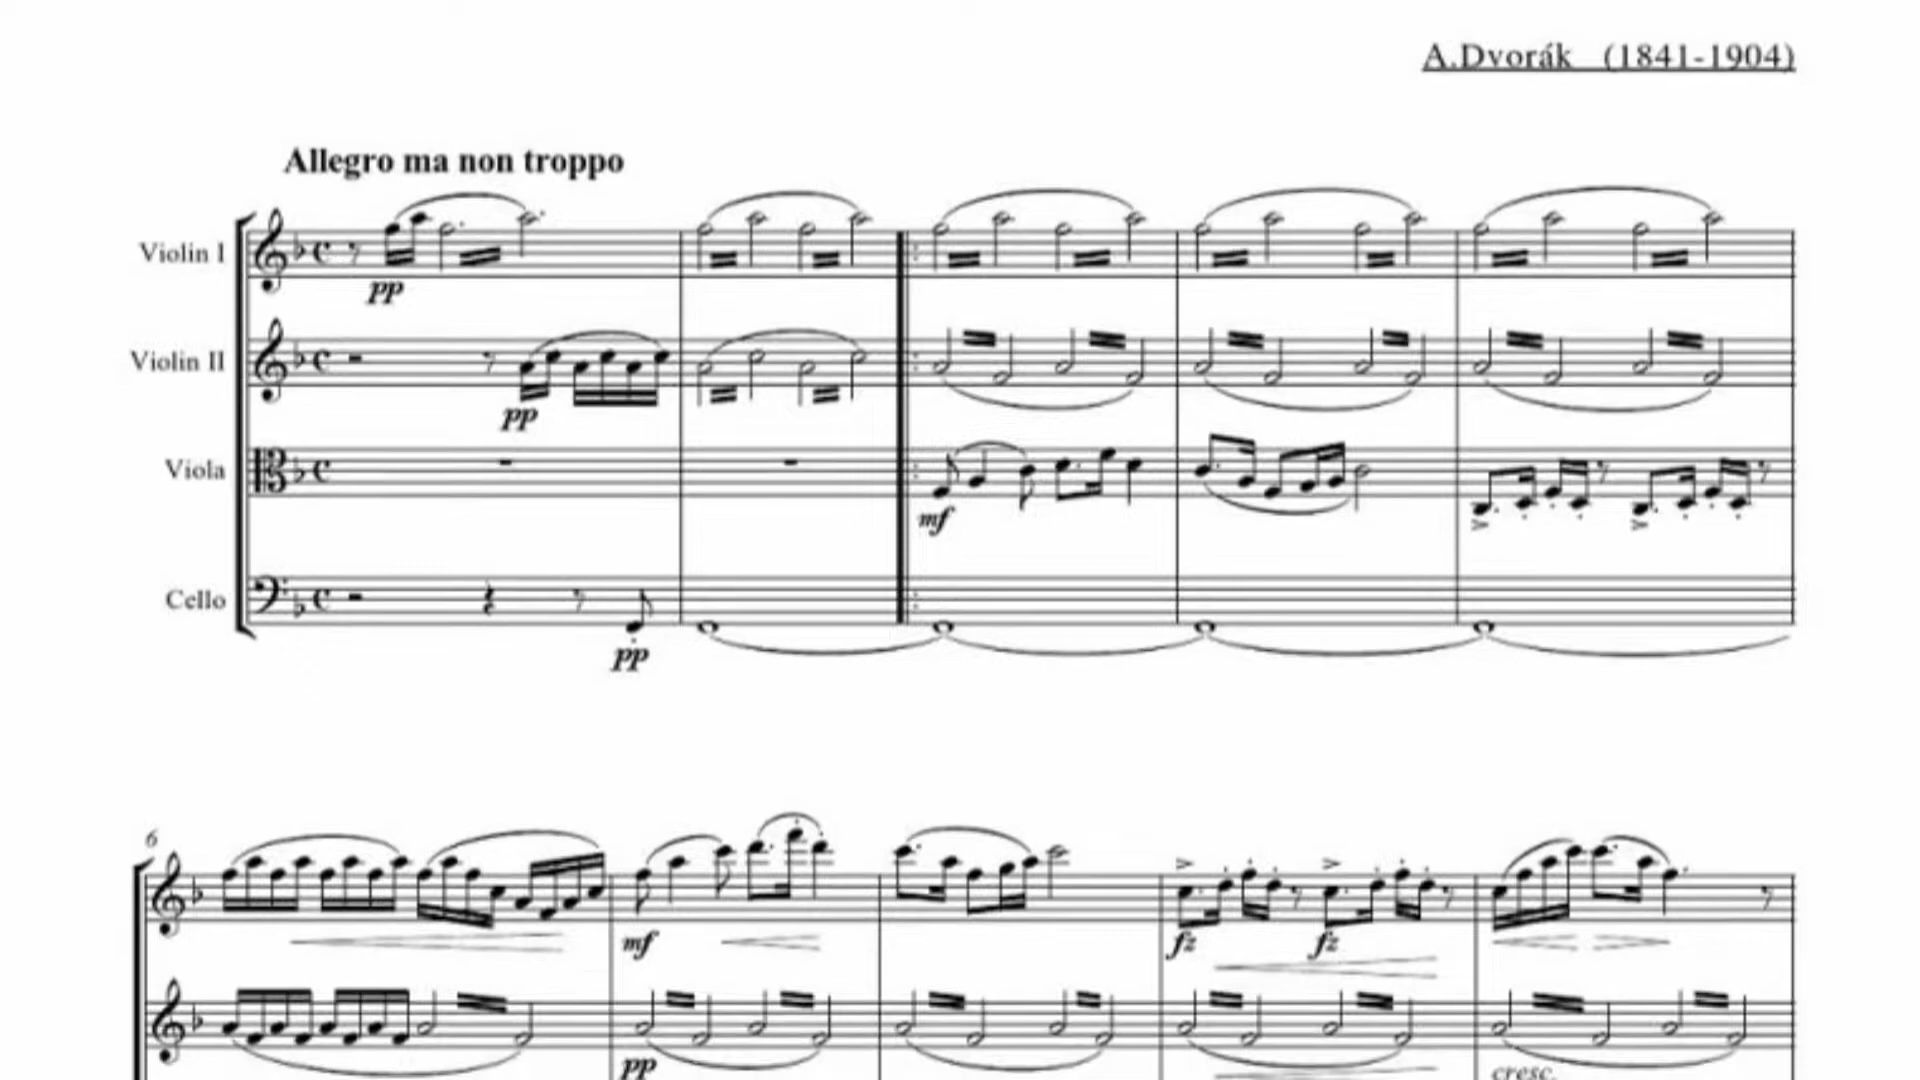 A.Dvorák (1841-1904)
Allegro ma non troppo
Violin I
pp
Violin II
pp
Viola
mf
Cello
pp
6
mf
fz fz
pp
cresc.